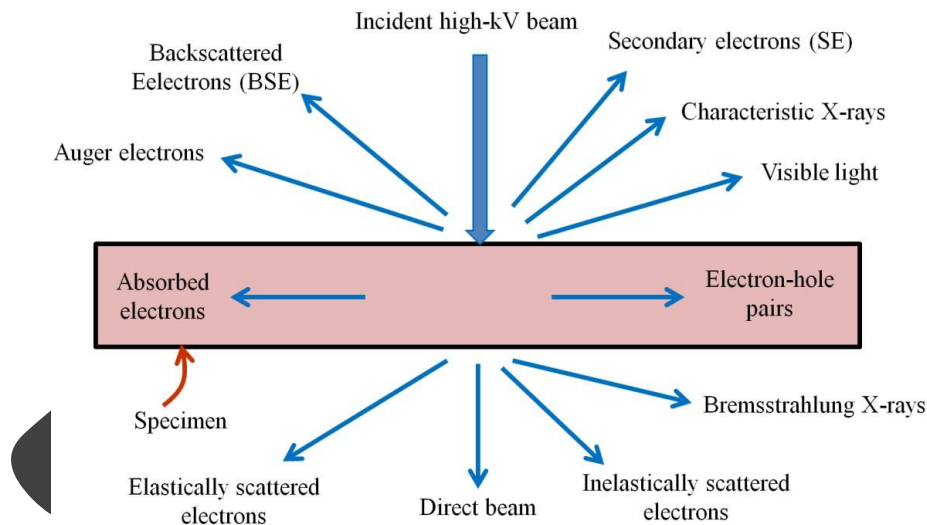 Incident high-kV beam
Backscattered
Eelectrons (BSE)
Secondary electrons (SE)
Characteristic X-rays
Auger electrons
Visible light
Absorbed
electrons
Electron-hole
pairs
Specimen
Bremsstrahlung X-rays
Elastically scattered
electrons
Direct beam
Inelastically scattered
electrons